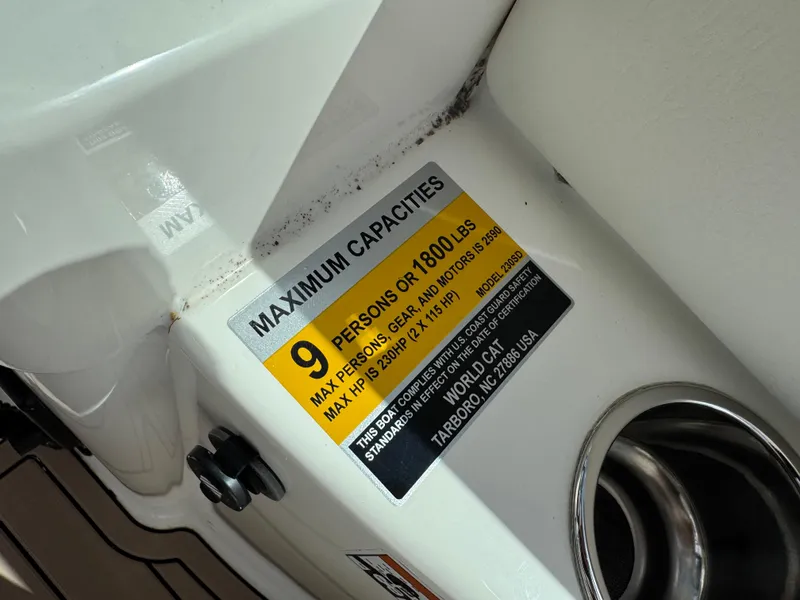 MAXIMUM CAPACITIES
9 PERSONS OR 1800 LBS
MAX PERSONS, GEAR, AND MOTORS IS 2590
MAX HP IS 230HP (2 X 115 HP) MODEL 230SD
THIS BOAT COMPLIES WITH U.S. COAST GUARD SAFETY
STANDARDS IN EFFECT ON THE DATE OF CERTIFICATION
WORLD CAT
TARBORO, NC 27886 USA